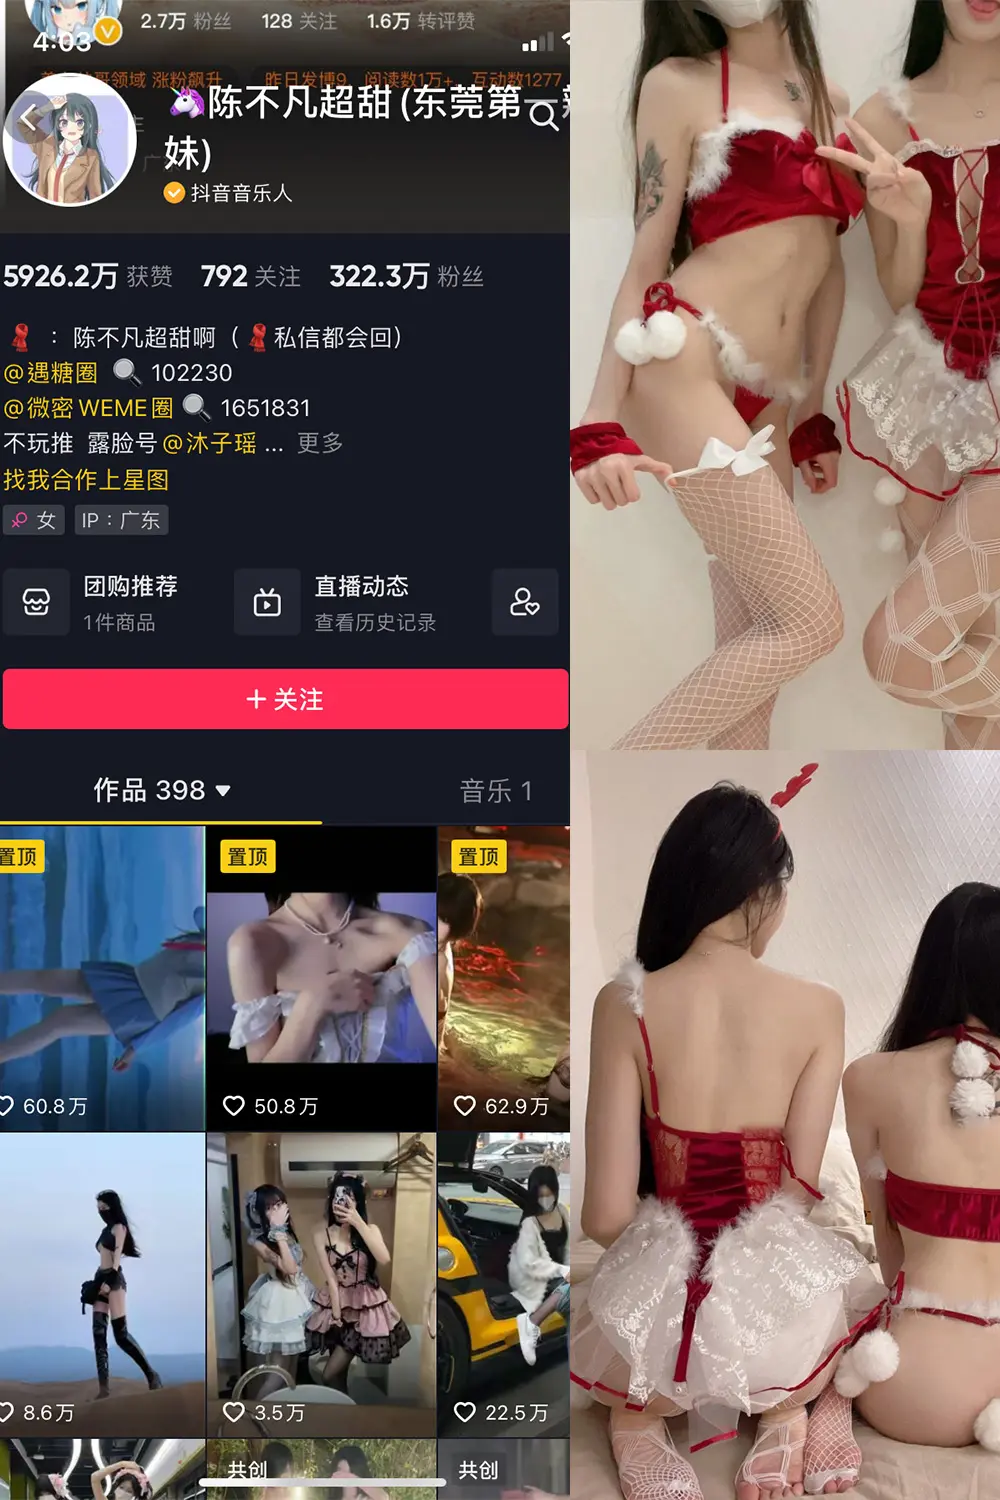 2.7万 粉丝 128 关注 1.6万 转评赞
4:03
领域 涨粉飙升 昨日发博9, 阅读数1万+, 互动数1277
陈不凡超甜 (东莞第一
妹)
抖音音乐人
5926.2万 获赞 792 关注 322.3万 粉丝
： 陈不凡超甜啊（ 私信都会回）
@遇糖圈 102230
@微密 WEME 圈 1651831
不玩推 露脸号 @沐子瑶 ... 更多
找我合作上星图
女 IP：广东
团购推荐 直播动态
1件商品 查看历史记录
+ 关注
作品 398 音乐 1
置顶 置顶 置顶
60.8万 50.8万 62.9万
8.6万 3.5万 22.5万
共创 共创